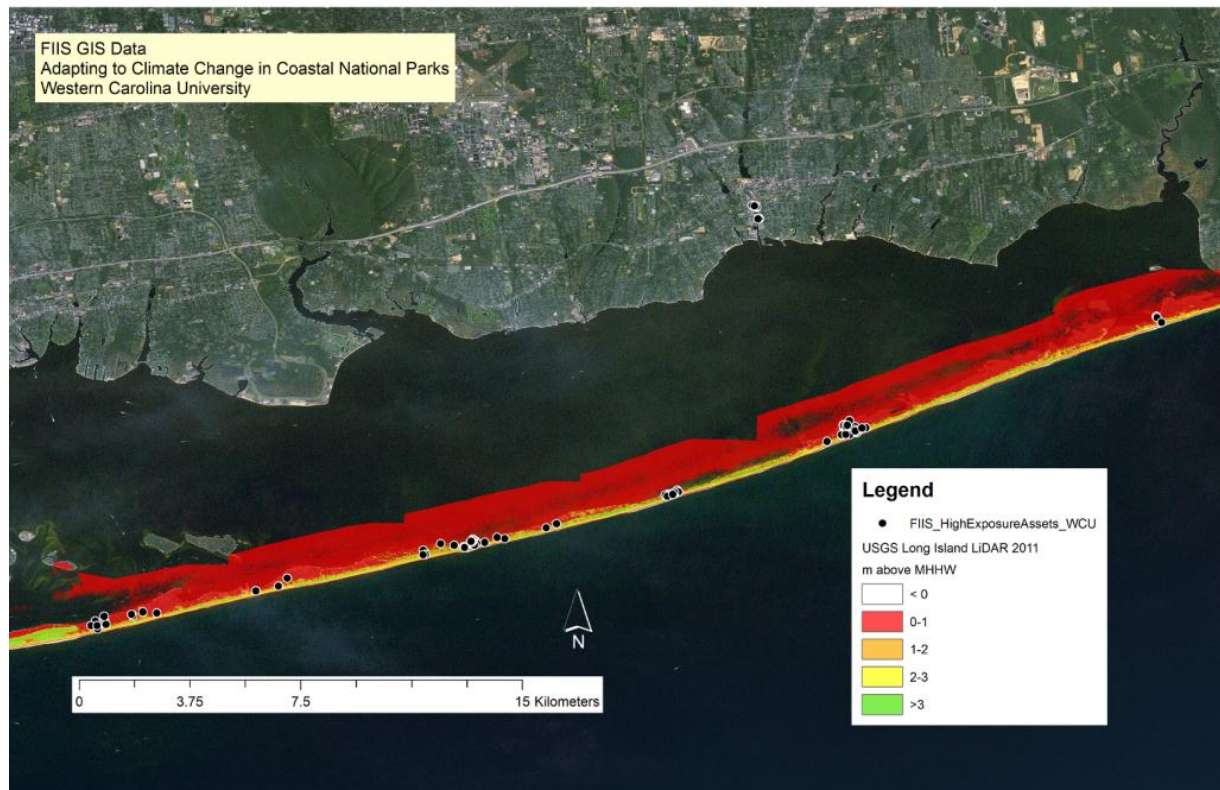 FIIS GIS Data
Adapting to Climate Change in Coastal National Parks
Western Carolina University
Legend
FIIS_HighExposureAssets_WCU
USGS Long Island LiDAR 2011
m above MHHW
< 0
0-1
1-2
2-3
>3
N
0 3.75 7.5 15 Kilometers